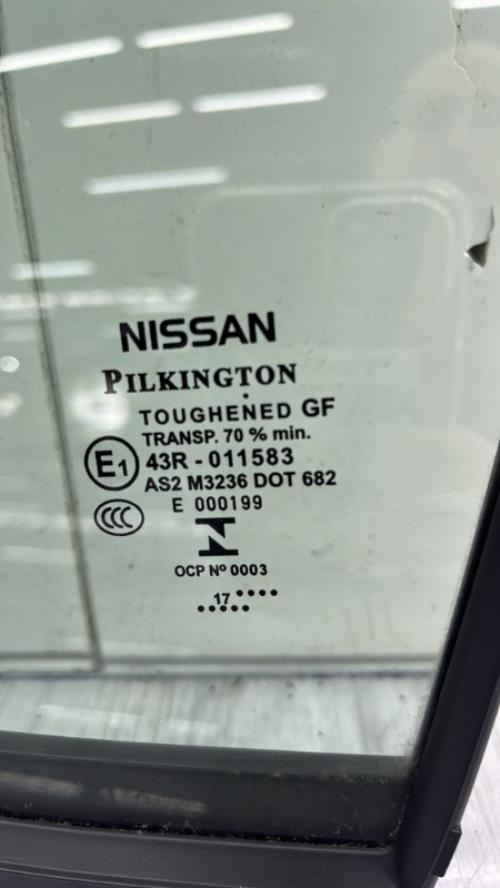 NISSAN
PILKINGTON
TOUGHENED GF
TRANSP. 70 % min.
E1 43R - 011583
AS2 M3236 DOT 682
CCC E 000199
N
OCP Nº 0003
17